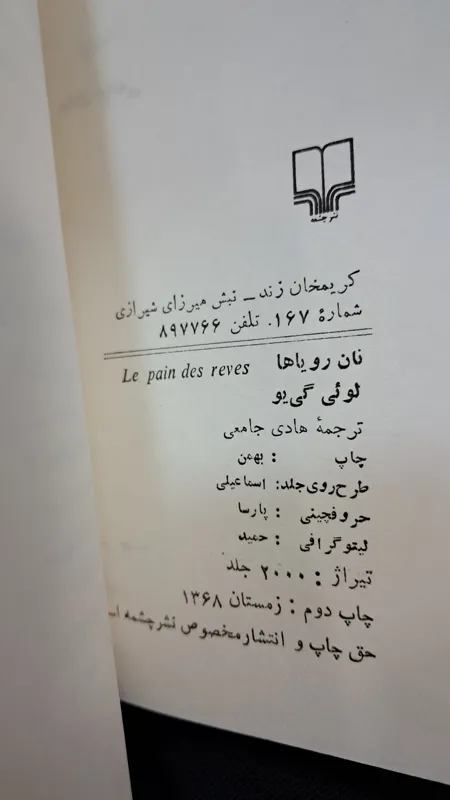 نشر چشمه
کریمخان زند ـ نبش میرزای شیرازی
شمارهٔ ۱۶۷. تلفن ۸۹۷۷۶۶
نان رویاها Le pain des reves
لوئی گی‌یو
ترجمهٔ هادی جامعی
چاپ : بهمن
طرح‌روی‌جلد: اسماعیلی
حروفچینی : پارسا
لیتوگرافی : حمید
تیراژ : ۲۰۰۰ جلد
چاپ دوم : زمستان ۱۳۶۸
حق چاپ و انتشار مخصوص نشرچشمه